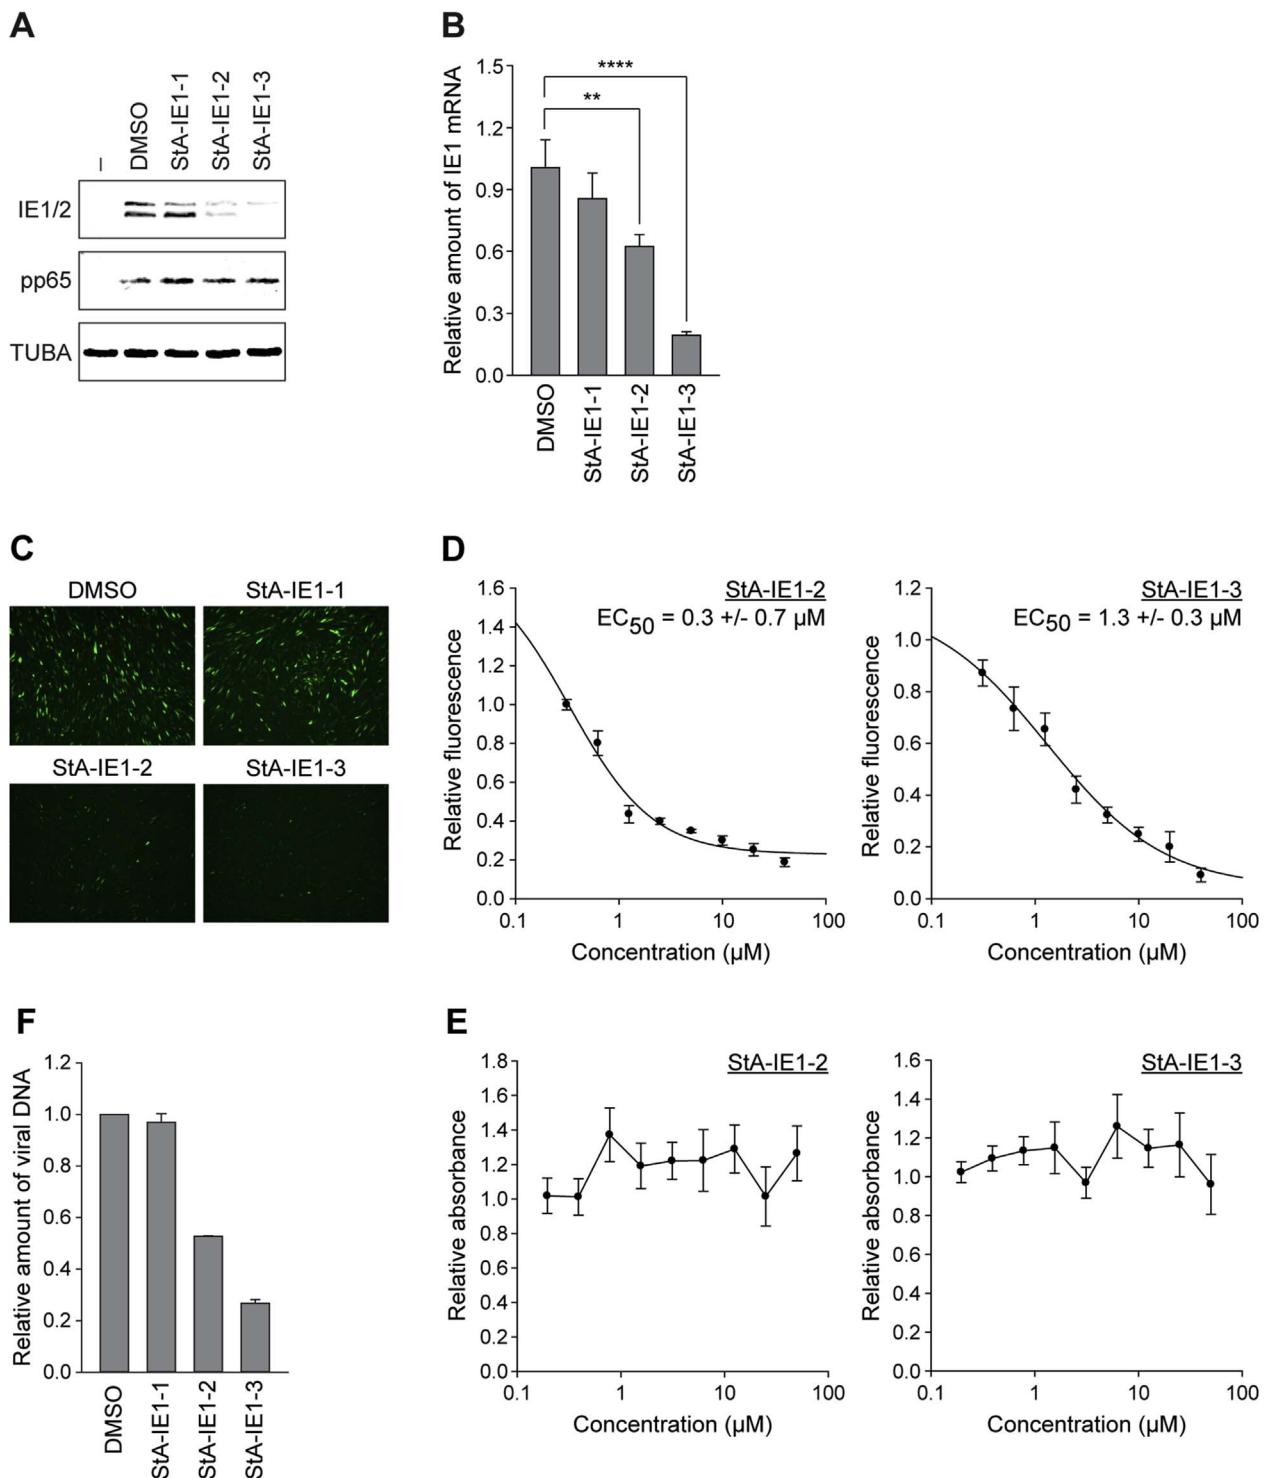 A
–
DMSO
StA-IE1-1
StA-IE1-2
StA-IE1-3
IE1/2
pp65
TUBA
B
Relative amount of IE1 mRNA
1.5
1.2
0.9
0.6
0.3
0.0
****
**
DMSO
StA-IE1-1
StA-IE1-2
StA-IE1-3
C
DMSO
StA-IE1-1
StA-IE1-2
StA-IE1-3
D
Relative fluorescence
1.6
1.4
1.2
1.0
0.8
0.6
0.4
0.2
0.0
StA-IE1-2
EC50 = 0.3 +/- 0.7 µM
0.1
1
10
100
Concentration (µM)
Relative fluorescence
1.2
1.0
0.8
0.6
0.4
0.2
0.0
StA-IE1-3
EC50 = 1.3 +/- 0.3 µM
0.1
1
10
100
Concentration (µM)
F
Relative amount of viral DNA
1.2
1.0
0.8
0.6
0.4
0.2
0.0
DMSO
StA-IE1-1
StA-IE1-2
StA-IE1-3
E
Relative absorbance
1.8
1.6
1.4
1.2
1.0
0.8
0.6
0.4
0.2
0.0
StA-IE1-2
0.1
1
10
100
Concentration (µM)
Relative absorbance
1.6
1.4
1.2
1.0
0.8
0.6
0.4
0.2
0.0
StA-IE1-3
0.1
1
10
100
Concentration (µM)